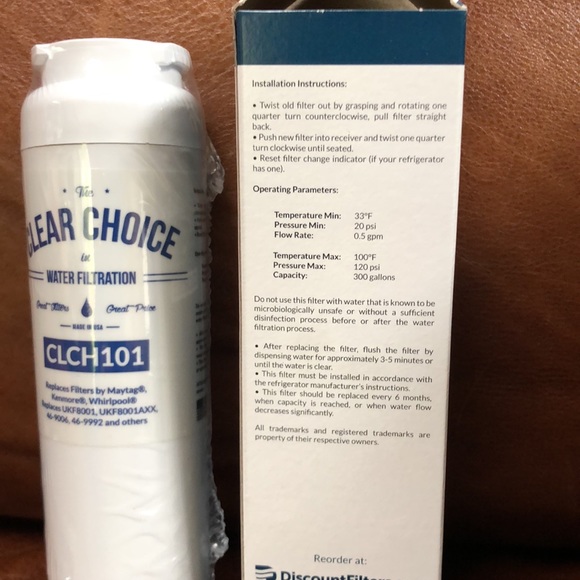 The
CLEAR CHOICE
in
WATER FILTRATION
Great Filters Great Price
MADE IN USA
CLCH101
Replaces Filters by Maytag®,
Kenmore®, Whirlpool®
Replaces UKF8001, UKF8001AXX,
46-9006, 46-9992 and others
Installation Instructions:
• Twist old filter out by grasping and rotating one
quarter turn counterclockwise, pull filter straight
back.
• Push new filter into receiver and twist one quarter
turn clockwise until seated.
• Reset filter change indicator (if your refrigerator
has one).
Operating Parameters:
Temperature Min: 33°F
Pressure Min: 20 psi
Flow Rate: 0.5 gpm
Temperature Max: 100°F
Pressure Max: 120 psi
Capacity: 300 gallons
Do not use this filter with water that is known to be
microbiologically unsafe or without a sufficient
disinfection process before or after the water
filtration process.
• After replacing the filter, flush the filter by
dispensing water for approximately 3-5 minutes or
until the water is clear.
• This filter must be installed in accordance with
the refrigerator manufacturer's instructions.
• This filter should be replaced every 6 months,
when capacity is reached, or when water flow
decreases significantly.
All trademarks and registered trademarks are
property of their respective owners.
Reorder at:
DiscountFilters